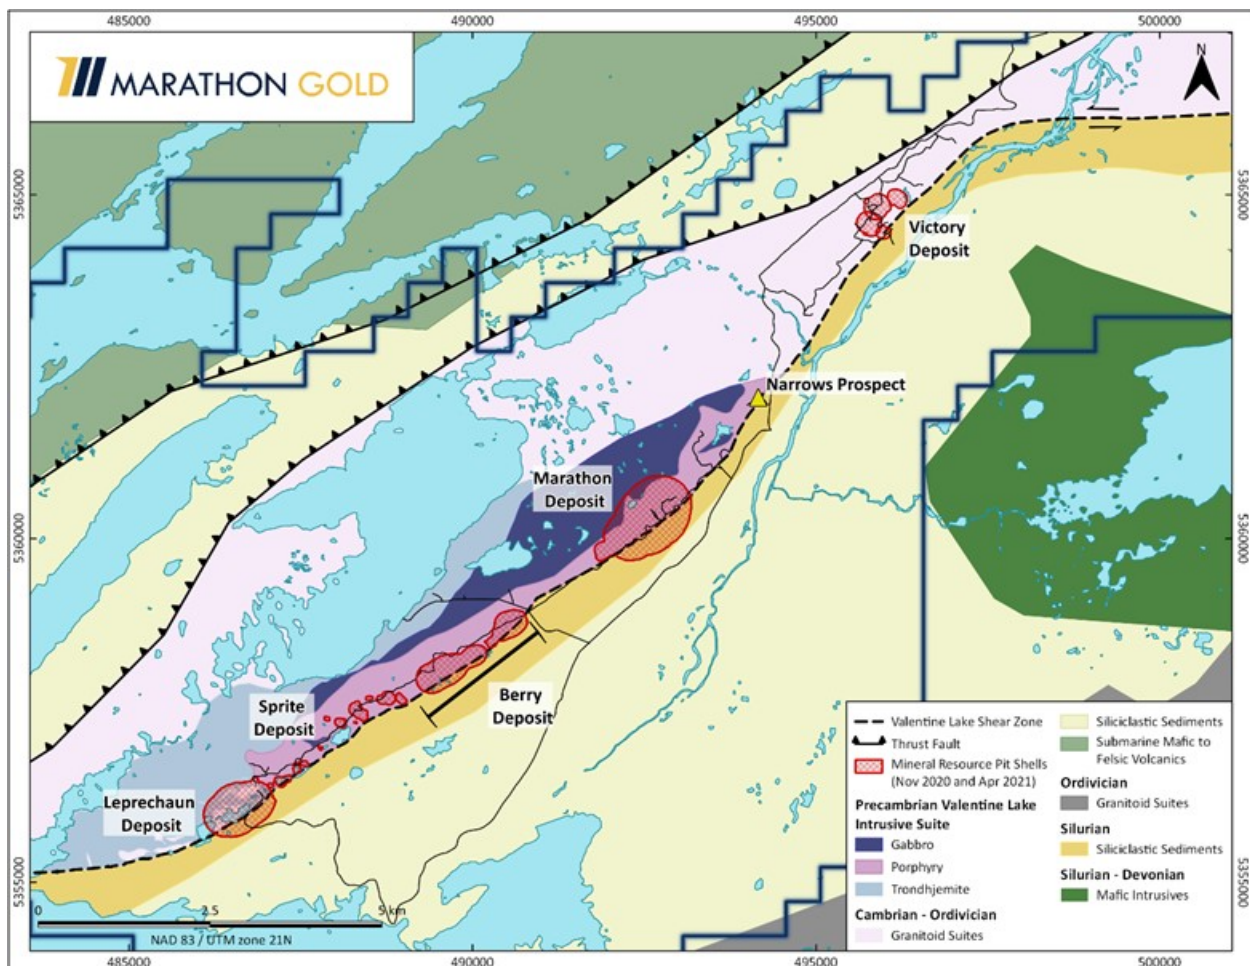 485000
490000
495000
500000
MARATHON GOLD
N
5365000
5365000
Victory
Deposit
Narrows Prospect
Marathon
Deposit
5360000
5360000
Sprite
Deposit
Berry
Deposit
Leprechaun
Deposit
5355000
5355000
0
2.5
5 km
NAD 83 / UTM zone 21N
Valentine Lake Shear Zone
Thrust Fault
Mineral Resource Pit Shells
(Nov 2020 and Apr 2021)
Precambrian Valentine Lake
Intrusive Suite
Gabbro
Porphyry
Trondhjemite
Cambrian - Ordivician
Granitoid Suites
Siliciclastic Sediments
Submarine Mafic to
Felsic Volcanics
Ordivician
Granitoid Suites
Silurian
Siliciclastic Sediments
Silurian - Devonian
Mafic Intrusives
485000
490000
495000
500000